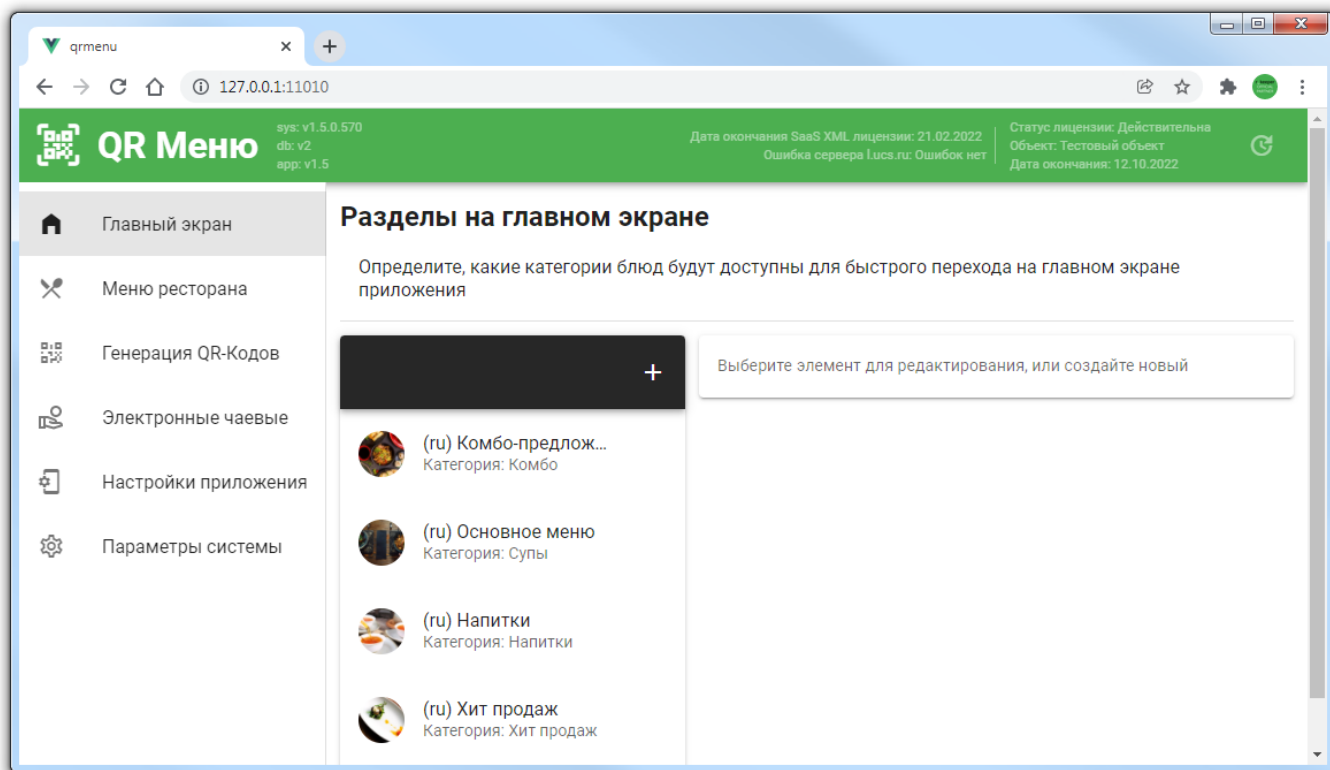 qrmenu
127.0.0.1:11010
QR Меню
sys: v1.5.0.570
db: v2
app: v1.5
Дата окончания SaaS XML лицензии: 21.02.2022
Ошибка сервера l.ucs.ru: Ошибок нет
Статус лицензии: Действительна
Объект: Тестовый объект
Дата окончания: 12.10.2022
Главный экран
Меню ресторана
Генерация QR-Кодов
Электронные чаевые
Настройки приложения
Параметры системы
Разделы на главном экране
Определите, какие категории блюд будут доступны для быстрого перехода на главном экране
приложения
Выберите элемент для редактирования, или создайте новый
(ru) Комбо-предлож...
Категория: Комбо
(ru) Основное меню
Категория: Супы
(ru) Напитки
Категория: Напитки
(ru) Хит продаж
Категория: Хит продаж